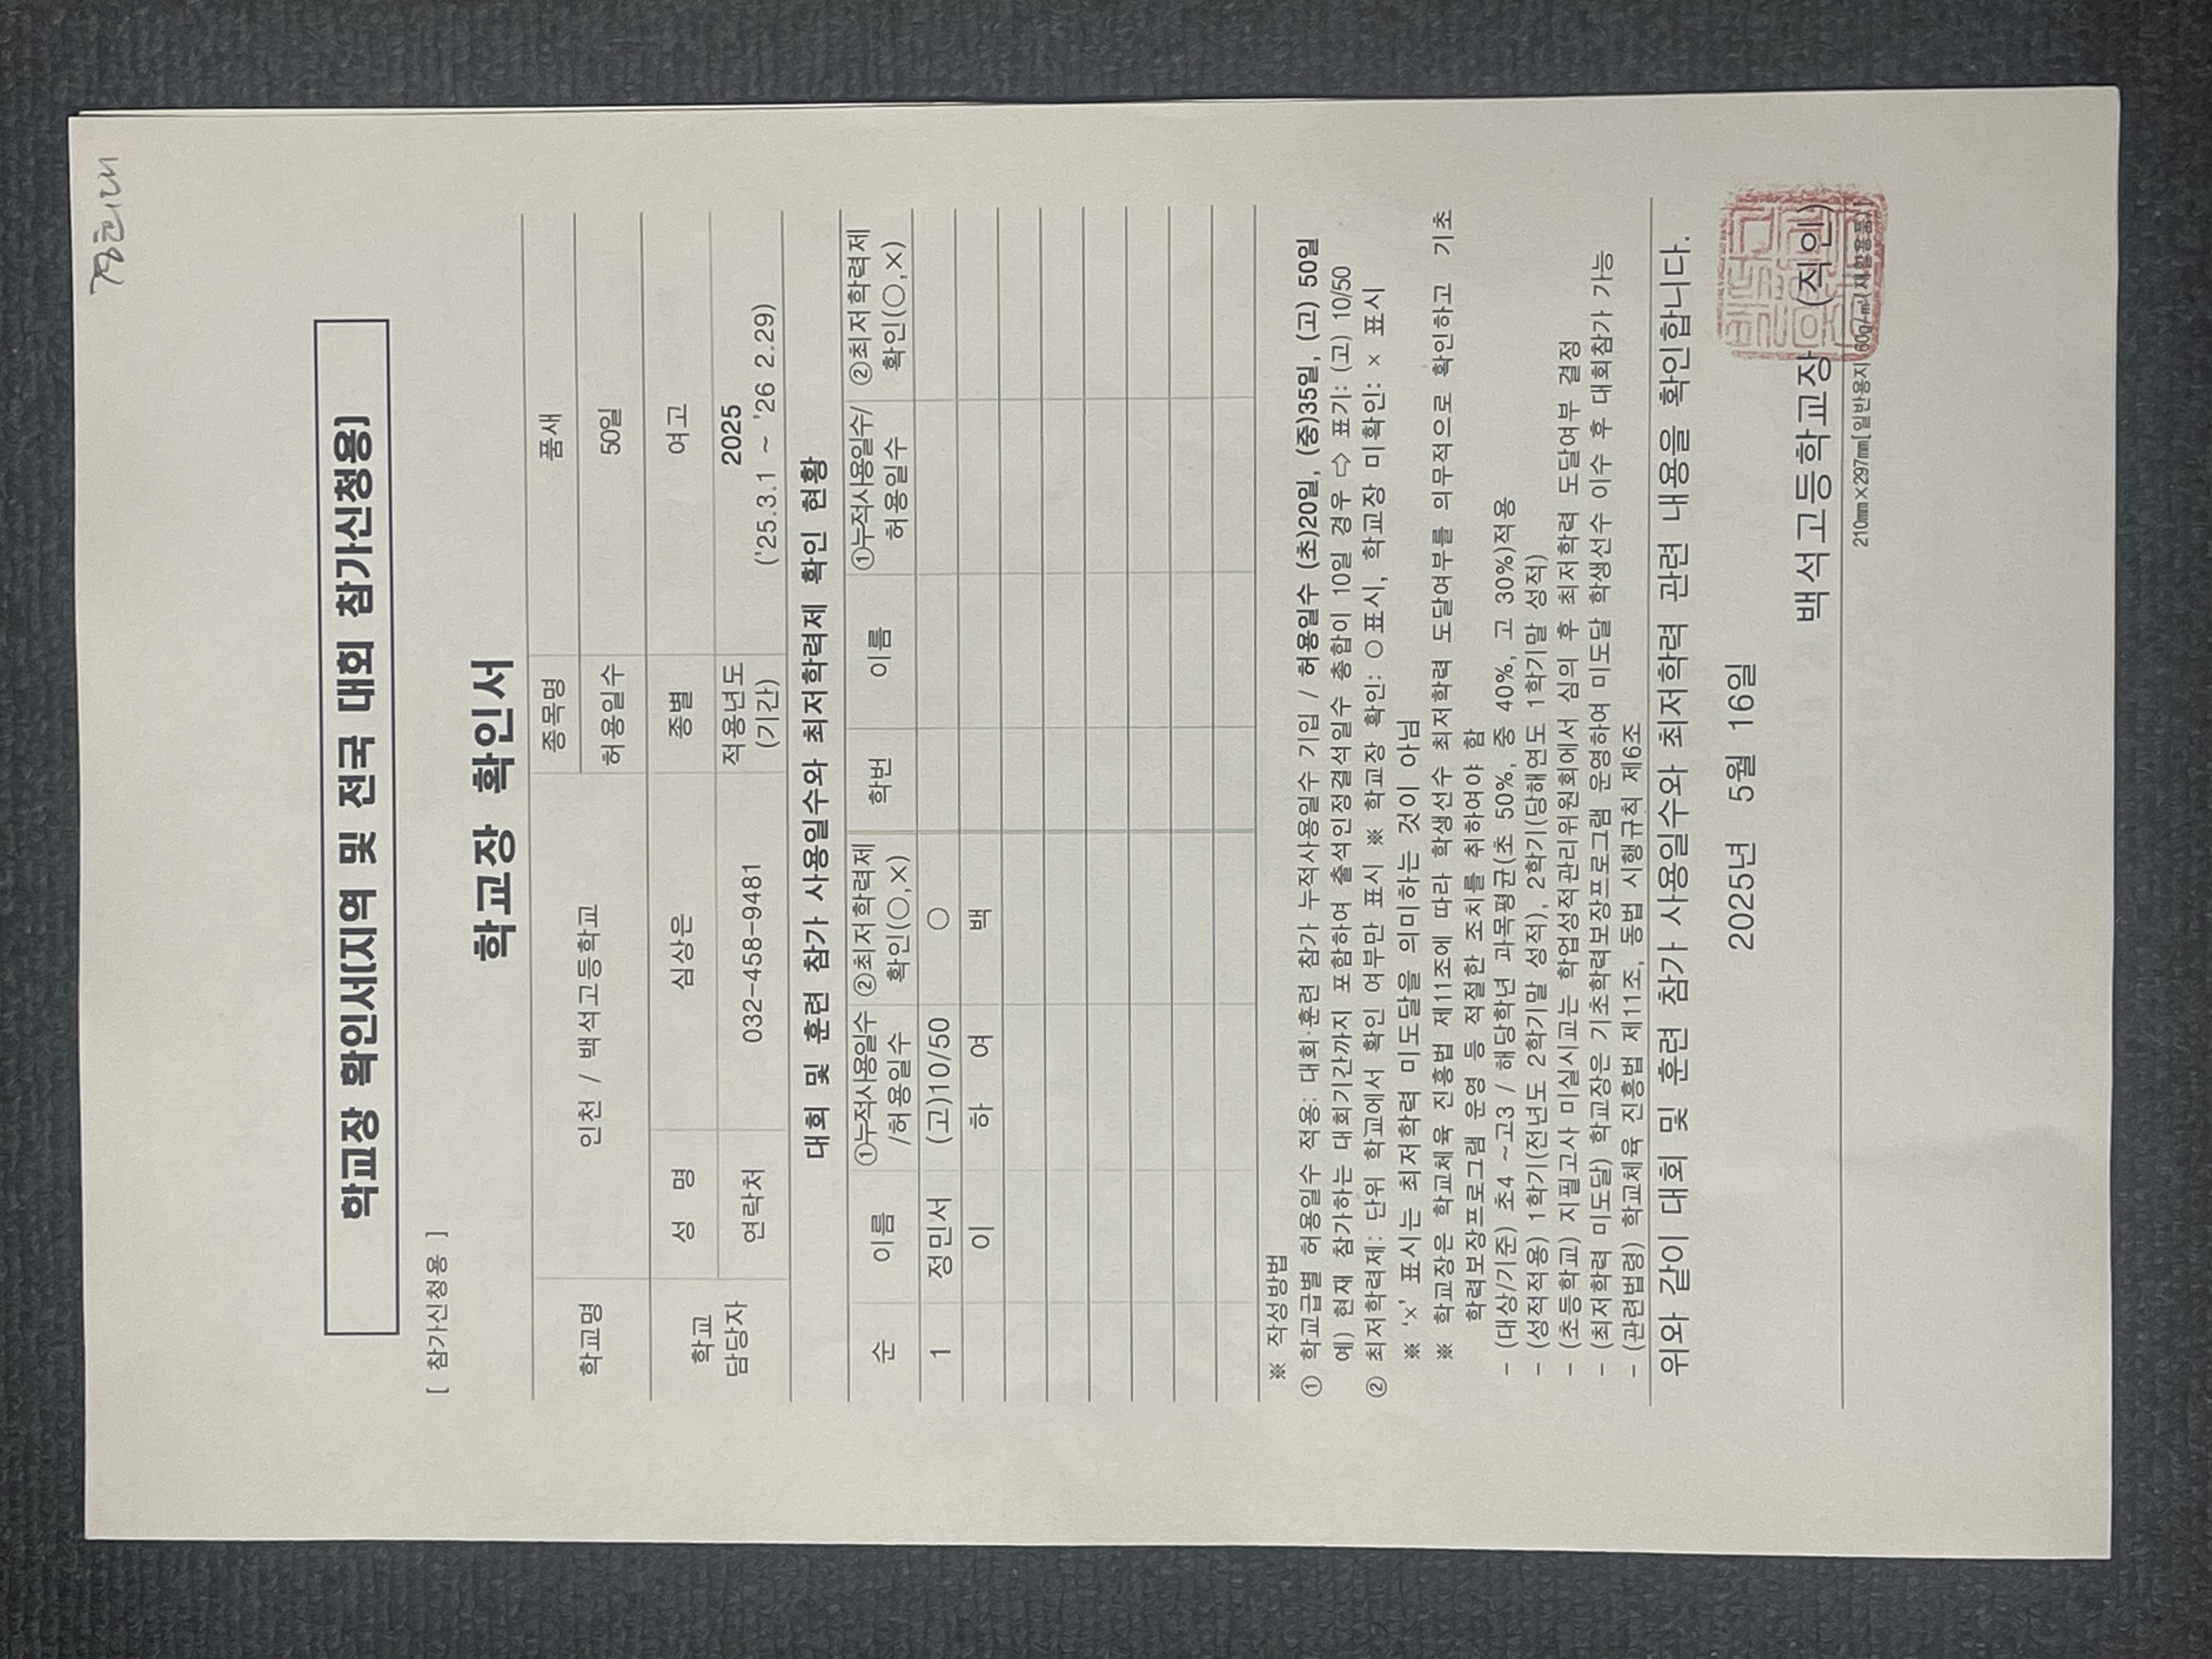 학교장 확인서(지역 및 전국 대회 참가신청용)
[ 참가신청용 ]
학교장 확인서
학교명 인천 / 백석고등학교 종목명 품새
허용일수 50일
학교 담당자 성 명 심상은 종별 여고
연락처 032-458-9481 적용년도 (기간) 2025 ('25.3.1 ~ '26 2.29)
대회 및 훈련 참가 사용일수와 최저학력제 확인 현황
순 이름 ①누적사용일수/허용일수 ②최저학력제 확인(○,×) 학번 이름 ①누적사용일수/허용일수 ②최저학력제 확인(○,×)
1 정민서 (고)10/50 ○
이 하 여 백
※ 작성방법
① 학교급별 허용일수 적용: 대회·훈련 참가 누적사용일수 기입 / 허용일수 (초)20일, (중)35일, (고) 50일
예) 현재 참가하는 대회기간까지 포함하여 출석인정결석일수 총합이 10일 경우 ⇨ 표기: (고) 10/50
② 최저학력제: 단위 학교에서 확인 여부만 표시 ※ 학교장 확인: ○표시, 학교장 미확인: × 표시
※ '×' 표시는 최저학력 미도달을 의미하는 것이 아님
※ 학교장은 학교체육 진흥법 제11조에 따라 학생선수 최저학력 도달여부를 의무적으로 확인하고 기초
학력보장프로그램 운영 등 적절한 조치를 취하여야 함
- (대상/기준) 초4 ~고3 / 해당학년 과목평균(초 50%, 중 40%, 고 30%)적용
- (성적적용) 1학기(전년도 2학기말 성적), 2학기(당해연도 1학기말 성적)
- (초등학교) 지필고사 미실시교는 학업성적관리위원회에서 심의 후 최저학력 도달여부 결정
- (최저학력 미도달) 학교장은 기초학력보장프로그램 운영하여 미도달 학생선수 이수 후 대회참가 가능
- (관련법령) 학교체육 진흥법 제11조, 동법 시행규칙 제6조
위와 같이 대회 및 훈련 참가 사용일수와 최저학력 관련 내용을 확인합니다.
2025년 5월 16일
백석고등학교장 (직인)
210㎜×297㎜[일반용지 60g/㎡(재활용품)]